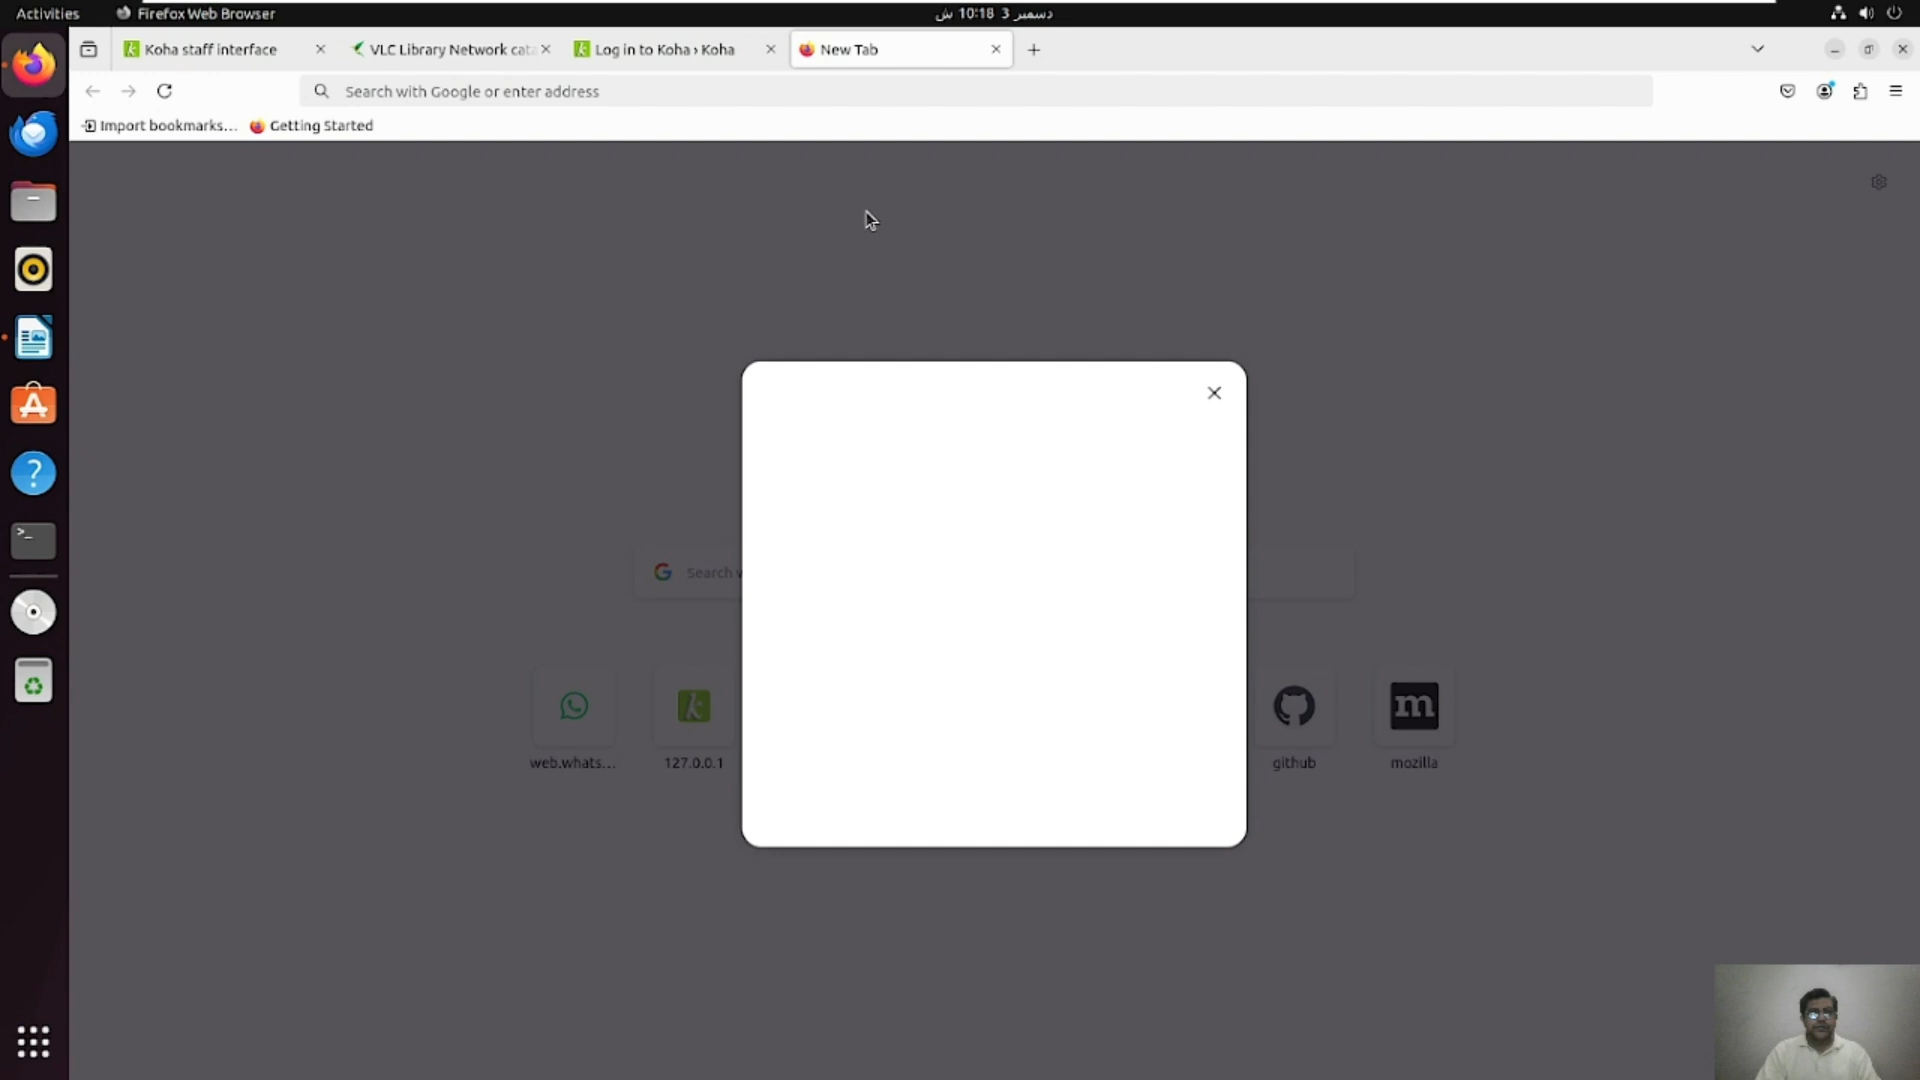 Activities
Firefox Web Browser
دسمبر 3 10:18 ش
Koha staff interface
VLC Library Network cata
Log in to Koha › Koha
New Tab
Search with Google or enter address
Import bookmarks...
Getting Started
Search w
web.whats...
127.0.0.1
github
mozilla